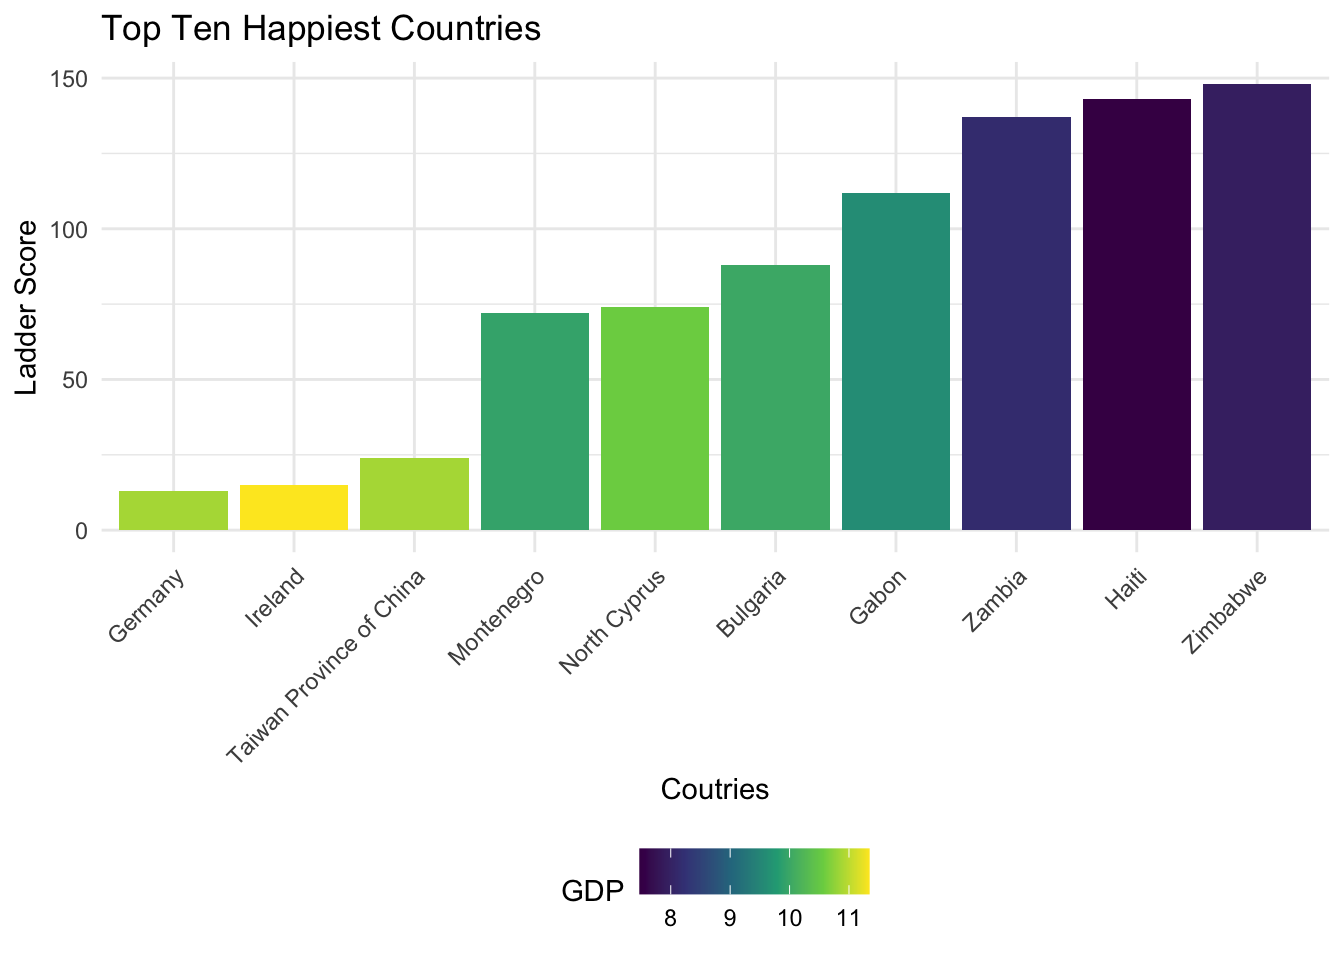 Top Ten Happiest Countries
150
100
50
0
Ladder Score
Germany
Ireland
Taiwan Province of China
Montenegro
North Cyprus
Bulgaria
Gabon
Zambia
Haiti
Zimbabwe
Coutries
GDP
8 9 10 11